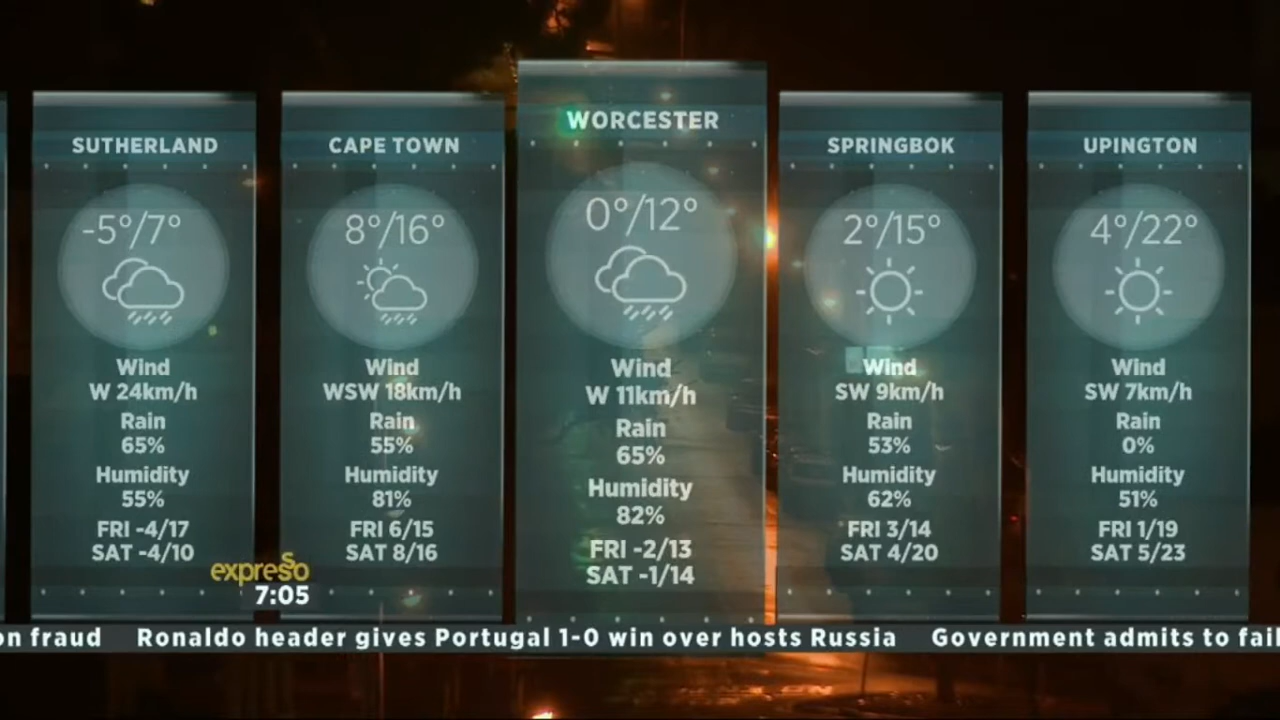 SUTHERLAND
-5°/7°
Wind
W 24km/h
Rain
65%
Humidity
55%
FRI -4/17
SAT -4/10
CAPE TOWN
8°/16°
Wind
WSW 18km/h
Rain
55%
Humidity
81%
FRI 6/15
SAT 8/16
WORCESTER
0°/12°
Wind
W 11km/h
Rain
65%
Humidity
82%
FRI -2/13
SAT -1/14
SPRINGBOK
2°/15°
Wind
SW 9km/h
Rain
53%
Humidity
62%
FRI 3/14
SAT 4/20
UPINGTON
4°/22°
Wind
SW 7km/h
Rain
0%
Humidity
51%
FRI 1/19
SAT 5/23
expresso
7:05
on fraud Ronaldo header gives Portugal 1-0 win over hosts Russia Government admits to fail